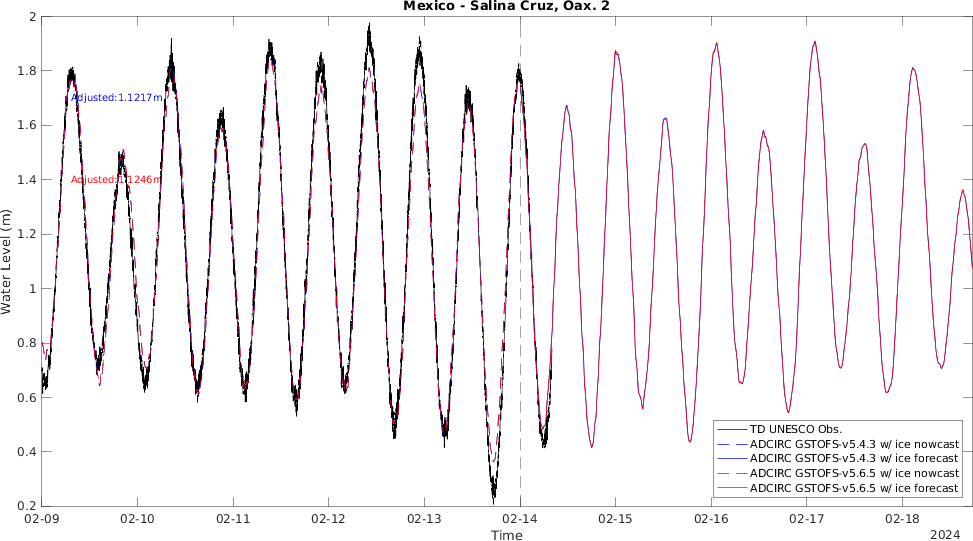 Mexico - Salina Cruz, Oax. 2
2
1.8
1.6
1.4
1.2
1
0.8
0.6
0.4
0.2
Water Level (m)
Adjusted:1.1217m
Adjusted:1.1246m
TD UNESCO Obs.
ADCIRC GSTOFS-v5.4.3 w/ ice nowcast
ADCIRC GSTOFS-v5.4.3 w/ ice forecast
ADCIRC GSTOFS-v5.6.5 w/ ice nowcast
ADCIRC GSTOFS-v5.6.5 w/ ice forecast
02-09 02-10 02-11 02-12 02-13 02-14 02-15 02-16 02-17 02-18
Time
2024